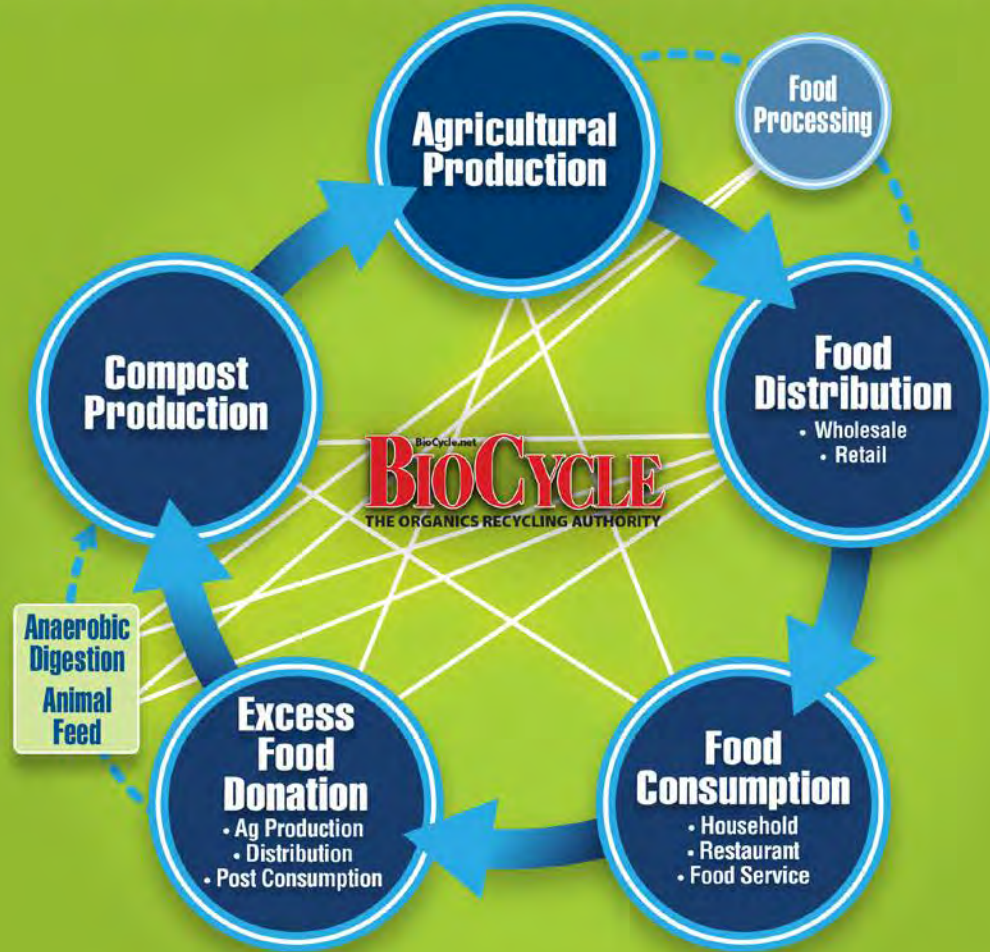 Agricultural
Production
Food
Processing
Food
Distribution
• Wholesale
• Retail
Food
Consumption
• Household
• Restaurant
• Food Service
Excess
Food
Donation
• Ag Production
• Distribution
• Post Consumption
Anaerobic
Digestion
Animal
Feed
Compost
Production
BioCycle.net
BIOCYCLE
THE ORGANICS RECYCLING AUTHORITY